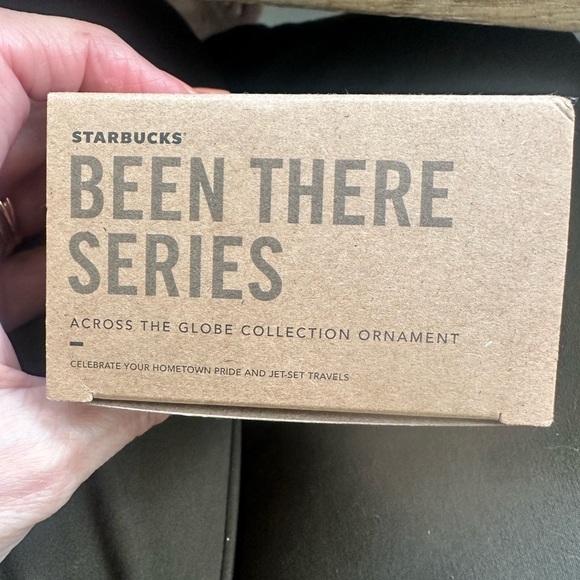 STARBUCKS
BEEN THERE
SERIES
ACROSS THE GLOBE COLLECTION ORNAMENT
CELEBRATE YOUR HOMETOWN PRIDE AND JET-SET TRAVELS